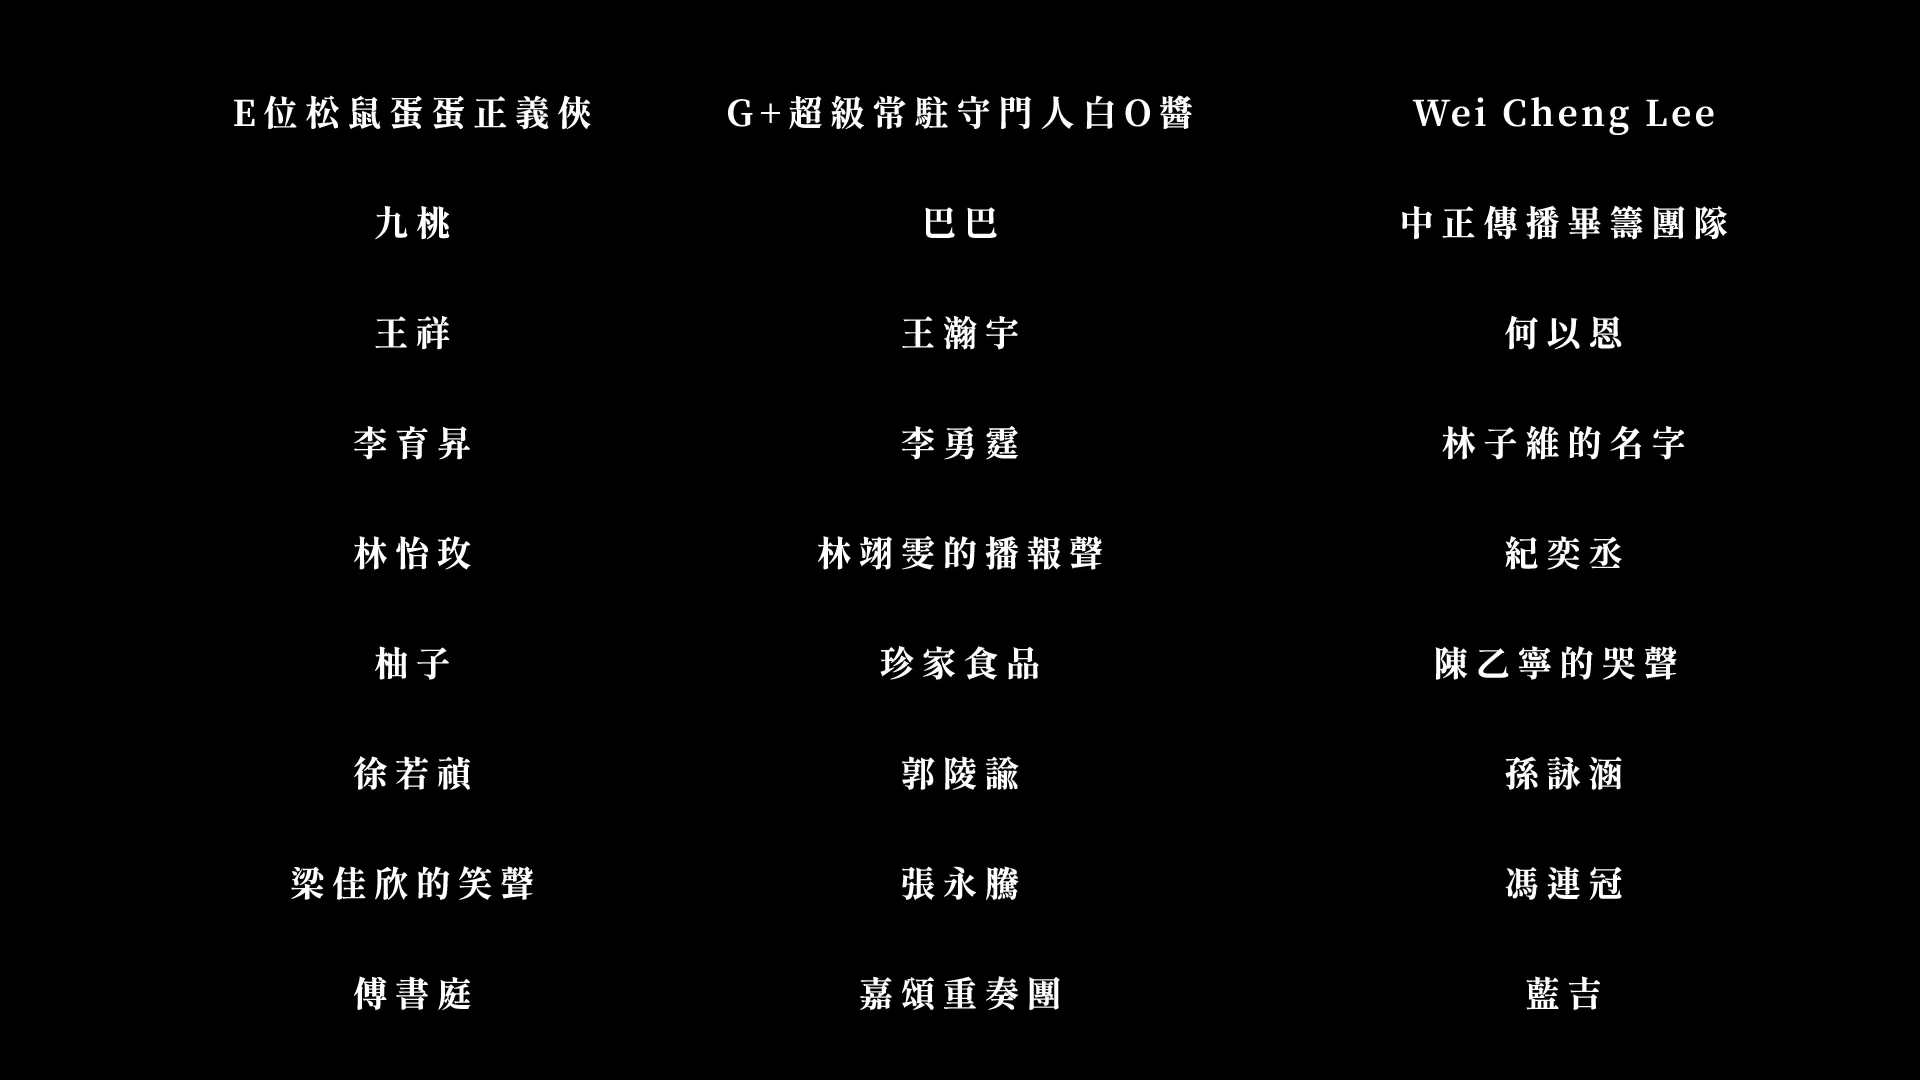 E位松鼠蛋蛋正義俠 G+超級常駐守門人白O醬 Wei Cheng Lee
九桃 巴巴 中正傳播畢籌團隊
王祥 王瀚宇 何以恩
李育昇 李勇霆 林子維的名字
林怡玫 林翊雯的播報聲 紀奕丞
柚子 珍家食品 陳乙寧的哭聲
徐若禎 郭陵諭 孫詠涵
梁佳欣的笑聲 張永騰 馮連冠
傅書庭 嘉頌重奏團 藍吉